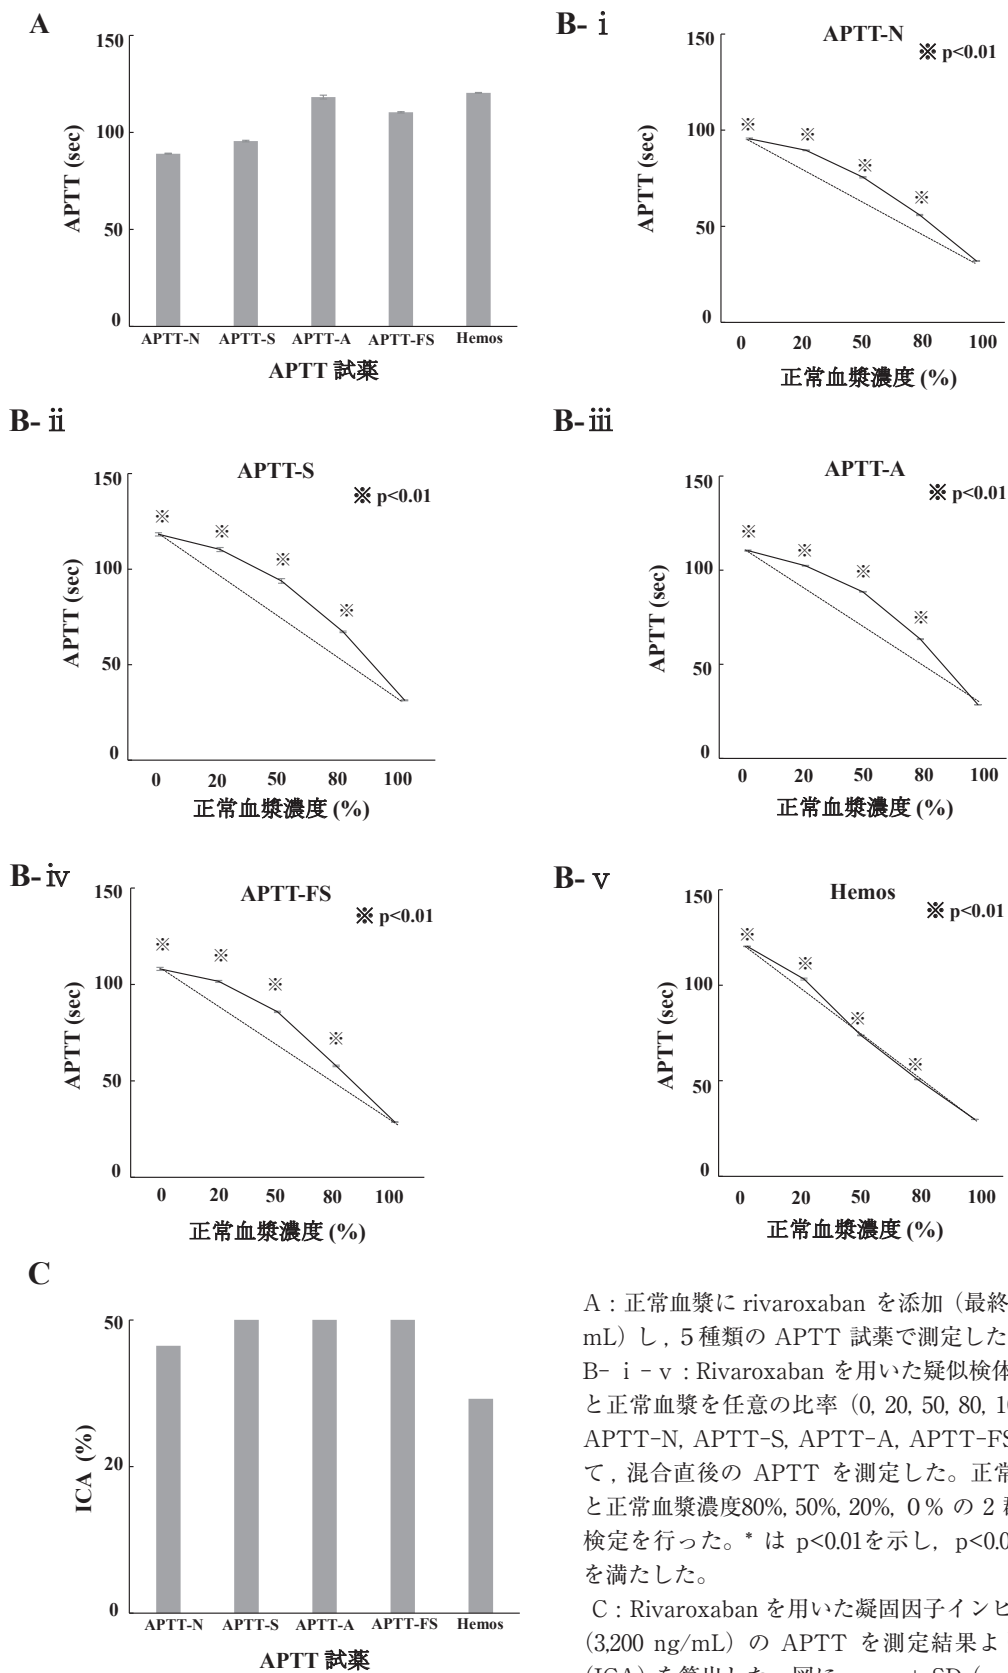 A
150
100
50
0
APTT (sec)
APTT-N APTT-S APTT-A APTT-FS Hemos
APTT 試薬
B- ⅰ
APTT-N
※ p<0.01
150
100
50
0
APTT (sec)
※ ※ ※ ※
0 20 50 80 100
正常血漿濃度 (%)
B- ⅱ
APTT-S
※ p<0.01
150
100
50
0
APTT (sec)
※ ※ ※ ※
0 20 50 80 100
正常血漿濃度 (%)
B- ⅲ
APTT-A
※ p<0.01
150
100
50
0
APTT (sec)
※ ※ ※ ※
0 20 50 80 100
正常血漿濃度 (%)
B- ⅳ
APTT-FS
※ p<0.01
150
100
50
0
APTT (sec)
※ ※ ※ ※
0 20 50 80 100
正常血漿濃度 (%)
B- ⅴ
Hemos
※ p<0.01
150
100
50
0
APTT (sec)
※ ※ ※ ※
0 20 50 80 100
正常血漿濃度 (%)
C
50
20
0
ICA (%)
APTT-N APTT-S APTT-A APTT-FS Hemos
APTT 試薬
A：正常血漿に rivaroxaban を添加（最終
mL）し, 5種類の APTT 試薬で測定した
B- ⅰ - ⅴ : Rivaroxaban を用いた疑似検体
と正常血漿を任意の比率（0, 20, 50, 80, 1
APTT-N, APTT-S, APTT-A, APTT-FS
て, 混合直後の APTT を測定した。正常
と正常血漿濃度80%, 50%, 20%, 0 % の 2
検定を行った。* は p<0.01を示し, p<0.0
を満たした。
C : Rivaroxaban を用いた凝固因子インヒ
(3,200 ng/mL) の APTT を測定結果よ